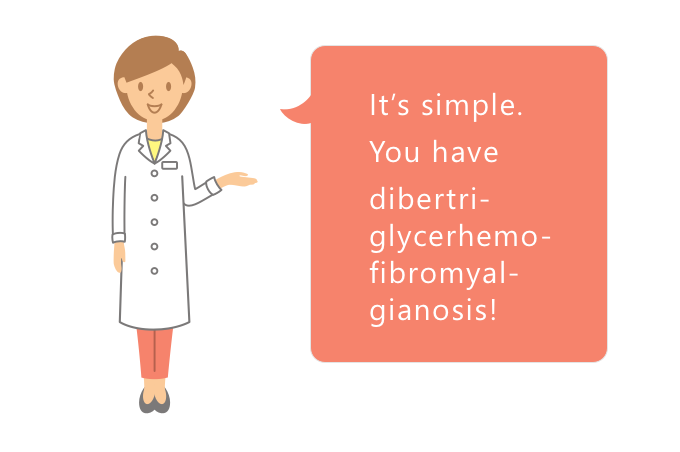 It’s simple.
You have
dibertri-
glycerhemo-
fibromyal-
gianosis!